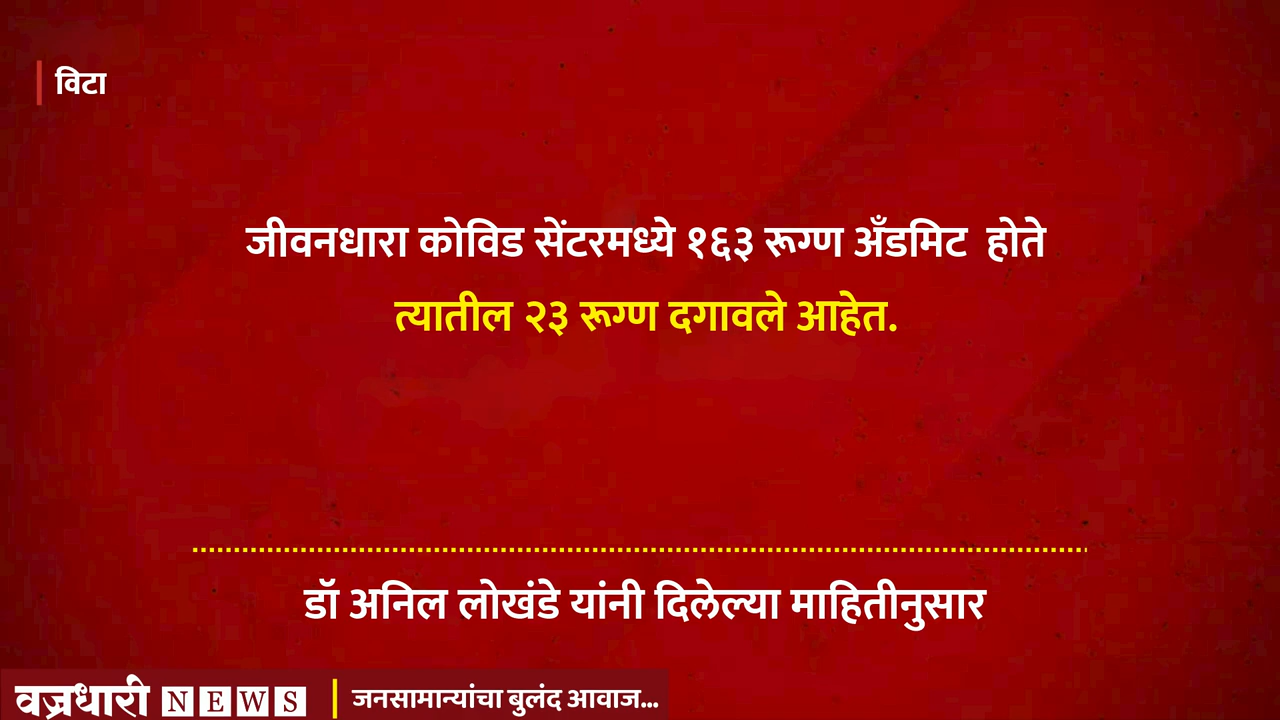 विटा
जीवनधारा कोविड सेंटरमध्ये १६३ रूग्ण अँडमिट होते
त्यातील २३ रूग्ण दगावले आहेत.
डॉ अनिल लोखंडे यांनी दिलेल्या माहितीनुसार
वज्रधारी NEWS
जनसामान्यांचा बुलंद आवाज...